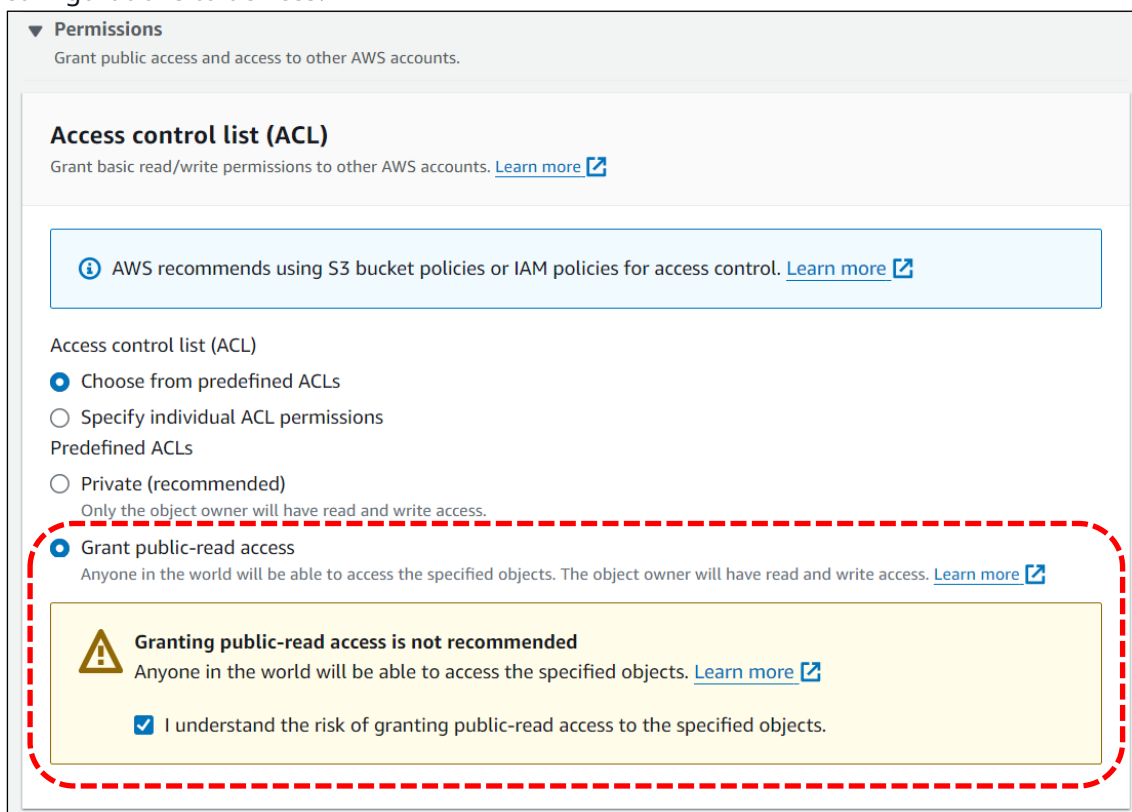 Permissions
Grant public access and access to other AWS accounts.
Access control list (ACL)
Grant basic read/write permissions to other AWS accounts. Learn more
AWS recommends using S3 bucket policies or IAM policies for access control. Learn more
Access control list (ACL)
Choose from predefined ACLs
Specify individual ACL permissions
Predefined ACLs
Private (recommended)
Only the object owner will have read and write access.
Grant public-read access
Anyone in the world will be able to access the specified objects. The object owner will have read and write access. Learn more
Granting public-read access is not recommended
Anyone in the world will be able to access the specified objects. Learn more
I understand the risk of granting public-read access to the specified objects.